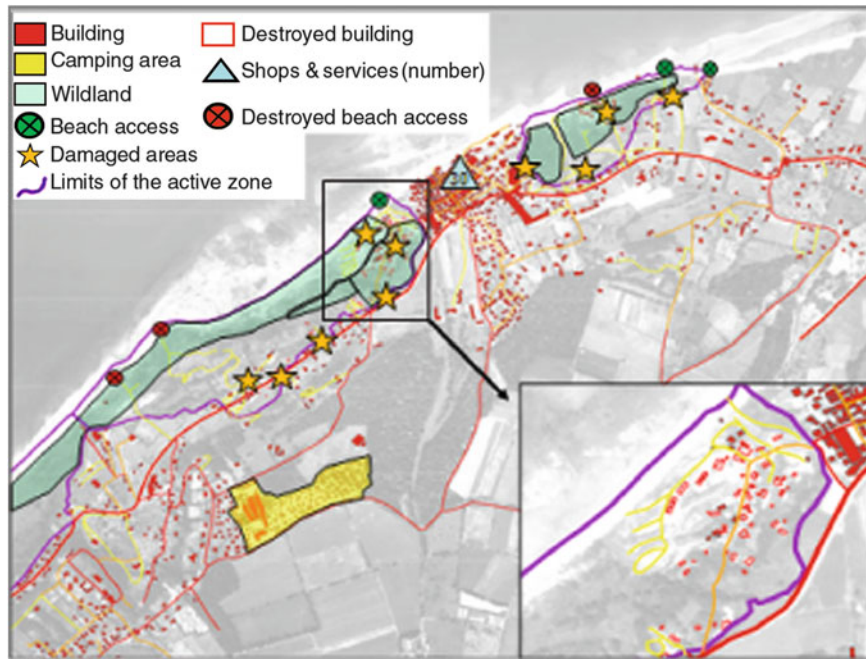 Building
Camping area
Wildland
Beach access
Damaged areas
Limits of the active zone
Destroyed building
Shops & services (number)
Destroyed beach access